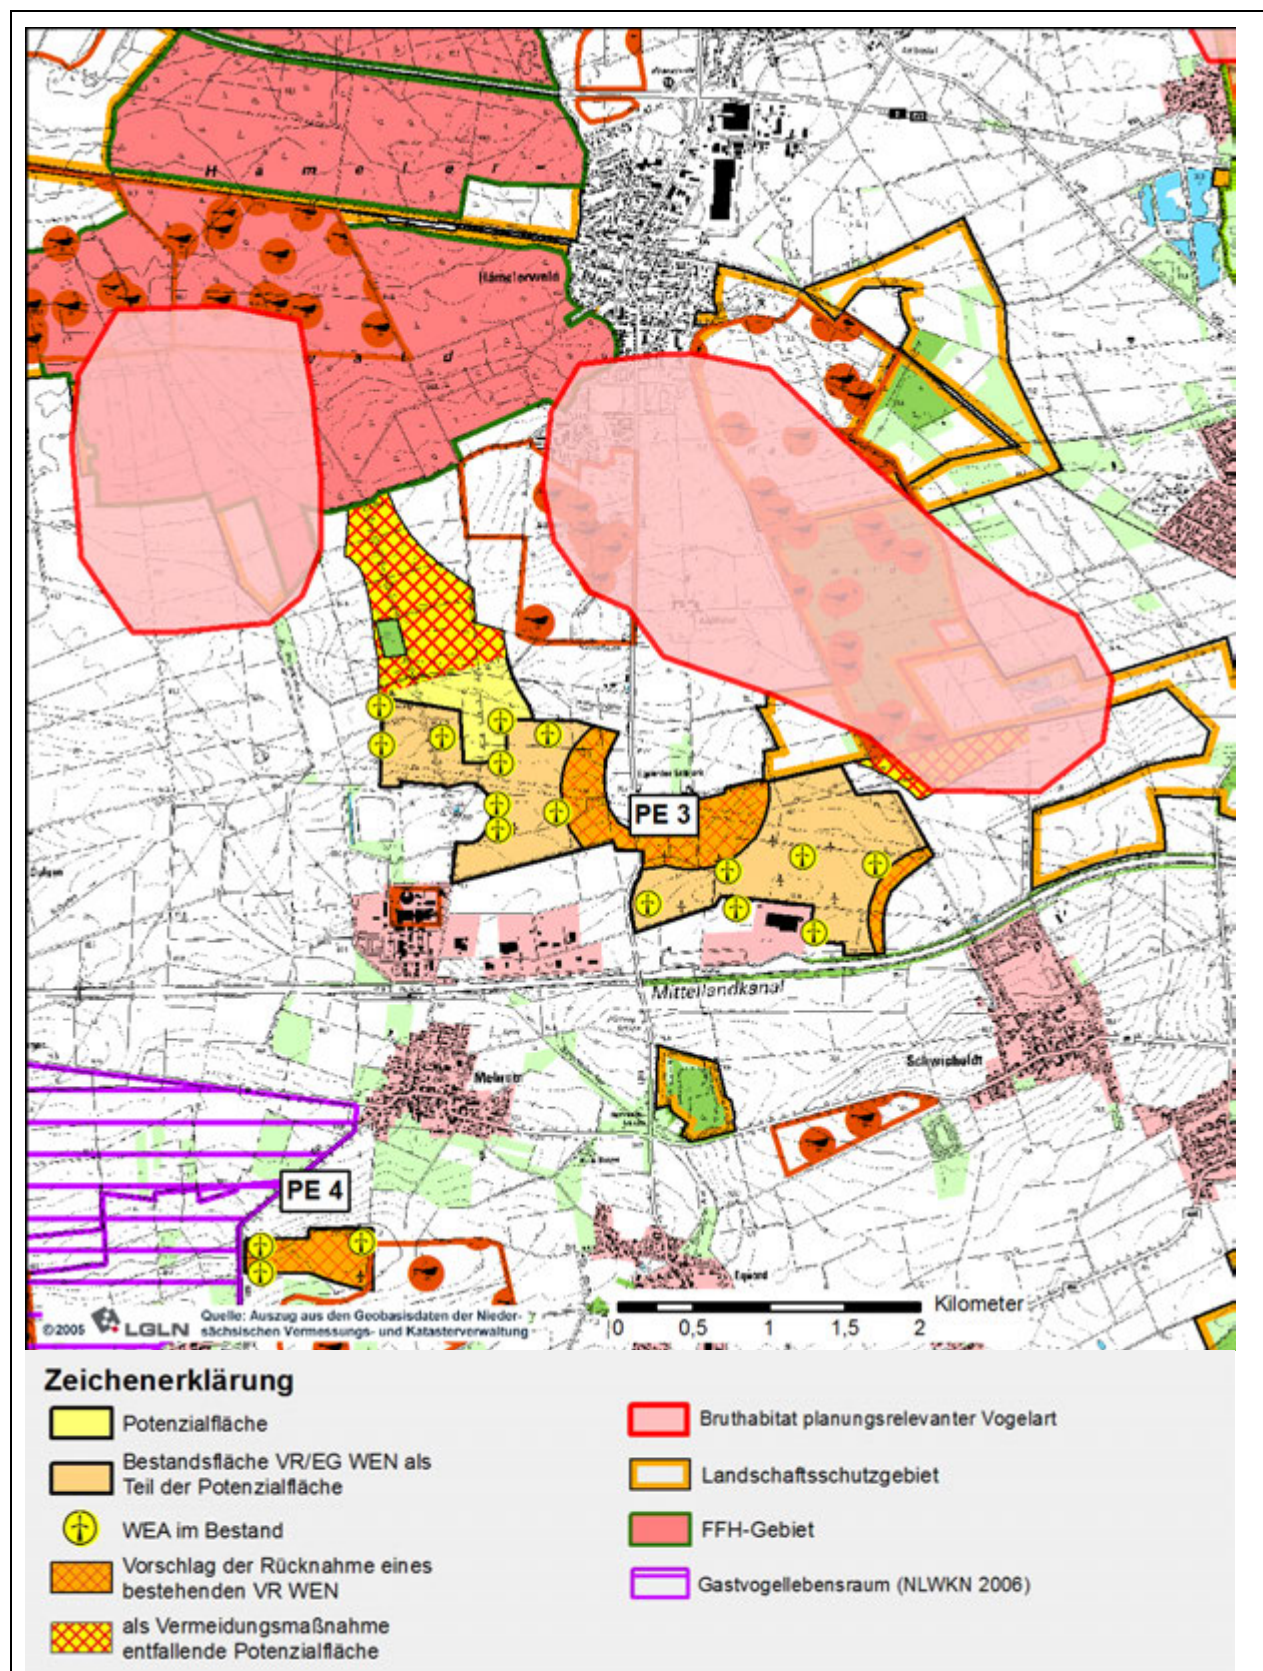 H a m e l e r -
Hämelerwald
w a l d
PE 3
Mittellandkanal
Schwicheldt
Mehrum
PE 4
Equord
©2005 LGLN
Quelle: Auszug aus den Geobasisdaten der Nieder-
sächsischen Vermessungs- und Katasterverwaltung
Kilometer
0 0,5 1 1,5 2
Zeichenerklärung
Potenzialfläche
Bestandsfläche VR/EG WEN als
Teil der Potenzialfläche
WEA im Bestand
Vorschlag der Rücknahme eines
bestehenden VR WEN
als Vermeidungsmaßnahme
entfallende Potenzialfläche
Bruthabitat planungsrelevanter Vogelart
Landschaftsschutzgebiet
FFH-Gebiet
Gastvogellebensraum (NLWKN 2006)